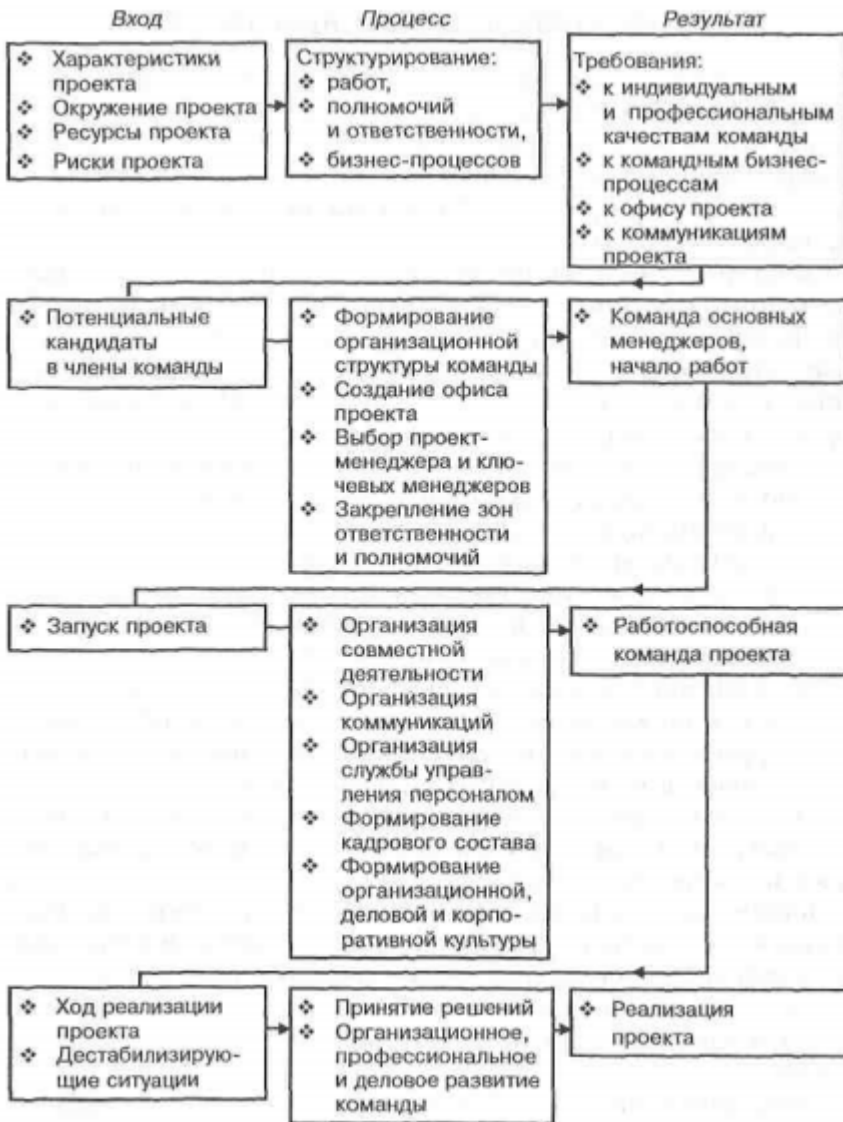 Вход
Процесс
Результат
❖ Характеристики
проекта
❖ Окружение проекта
❖ Ресурсы проекта
❖ Риски проекта
Структурирование:
❖ работ,
❖ полномочий
и ответственности,
❖ бизнес-процессов
Требования:
❖ к индивидуальным
и профессиональным
качествам команды
❖ к командным бизнес-
процессам
❖ к офису проекта
❖ к коммуникациям
проекта
❖ Потенциальные
кандидаты
в члены команды
❖ Формирование
организационной
структуры команды
❖ Создание офиса
проекта
❖ Выбор проект-
менеджера и клю-
чевых менеджеров
❖ Закрепление зон
ответственности
и полномочий
❖ Команда основных
менеджеров,
начало работ
❖ Запуск проекта
❖ Организация
совместной
деятельности
❖ Организация
коммуникаций
❖ Организация
службы управ-
ления персоналом
❖ Формирование
кадрового состава
❖ Формирование
организационной,
деловой и корпо-
ративной культуры
❖ Работоспособная
команда проекта
❖ Ход реализации
проекта
❖ Дестабилизирую-
щие ситуации
❖ Принятие решений
❖ Организационное,
профессиональное
и деловое развитие
команды
❖ Реализация
проекта